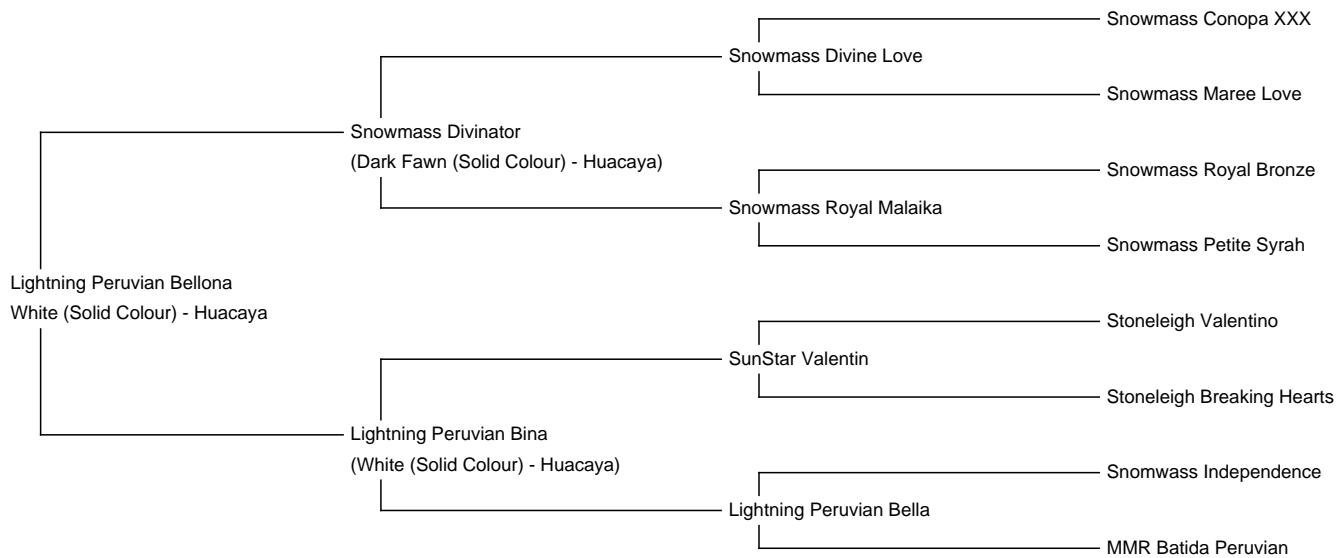 Snowmass Conopa XXX
Snowmass Divine Love
Snowmass Maree Love
Snowmass Divinator
(Dark Fawn (Solid Colour) - Huacaya)
Snowmass Royal Bronze
Snowmass Royal Malaika
Snowmass Petite Syrah
Lightning Peruvian Bellona
White (Solid Colour) - Huacaya
Stoneleigh Valentino
SunStar Valentin
Stoneleigh Breaking Hearts
Lightning Peruvian Bina
(White (Solid Colour) - Huacaya)
Snomwass Independence
Lightning Peruvian Bella
MMR Batida Peruvian